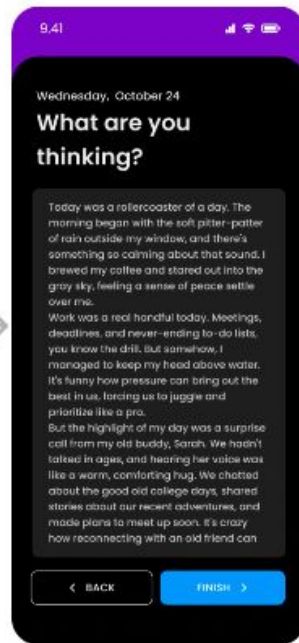 9.41
Wednesday, October 24
What are you
thinking?
Today was a rollercoaster of a day. The
morning began with the soft pitter-patter
of rain outside my window, and there's
something so calming about that sound. I
brewed my coffee and stared out into the
gray sky, feeling a sense of peace settle
over me.
Work was a real handful today. Meetings,
deadlines, and never-ending to-do lists,
you know the drill. But somehow, I
managed to keep my head above water.
It's funny how pressure can bring out the
best in us, forcing us to juggle and
prioritize like a pro.
But the highlight of my day was a surprise
call from my old buddy, Sarah. We hadn't
talked in ages, and hearing her voice was
like a warm, comforting hug. We chatted
about the good old college days, shared
stories about our recent adventures, and
made plans to meet up soon. It's crazy
how reconnecting with an old friend can
BACK
FINISH